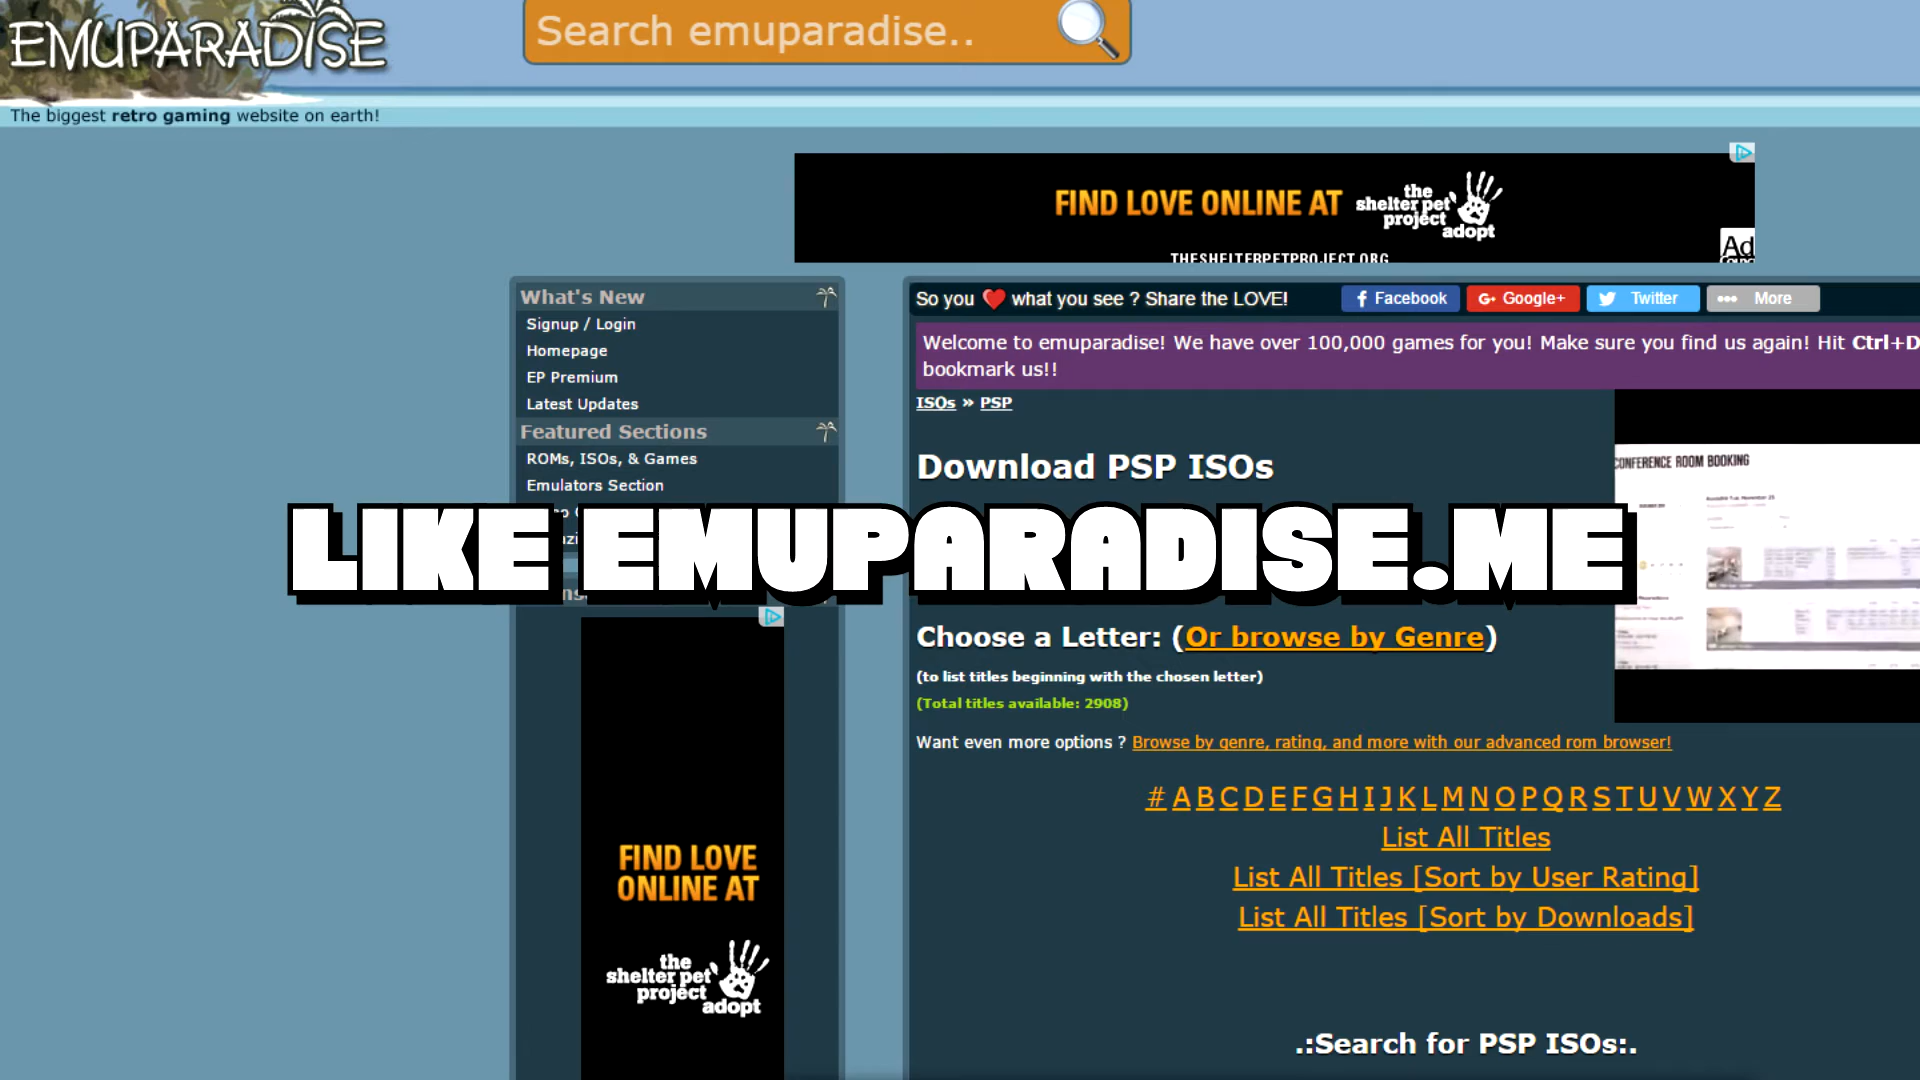 EMUPARADISE
Search emuparadise..
The biggest retro gaming website on earth!
FIND LOVE ONLINE AT
the shelter pet project adopt
THESHELTERPETPROJECT.ORG
Ad
What's New
Signup / Login
Homepage
EP Premium
Latest Updates
Featured Sections
ROMs, ISOs, & Games
Emulators Section
So you ❤ what you see ? Share the LOVE!
Facebook
Google+
Twitter
More
Welcome to emuparadise! We have over 100,000 games for you! Make sure you find us again! Hit Ctrl+D
bookmark us!!
ISOs » PSP
Download PSP ISOs
CONFERENCE ROOM BOOKING
LIKE EMUPARADISE.ME
Choose a Letter: (Or browse by Genre)
(to list titles beginning with the chosen letter)
(Total titles available: 2908)
Want even more options ? Browse by genre, rating, and more with our advanced rom browser!
# A B C D E F G H I J K L M N O P Q R S T U V W X Y Z
List All Titles
List All Titles [Sort by User Rating]
List All Titles [Sort by Downloads]
.:Search for PSP ISOs:.
FIND LOVE
ONLINE AT
the
shelter pet
project
adopt